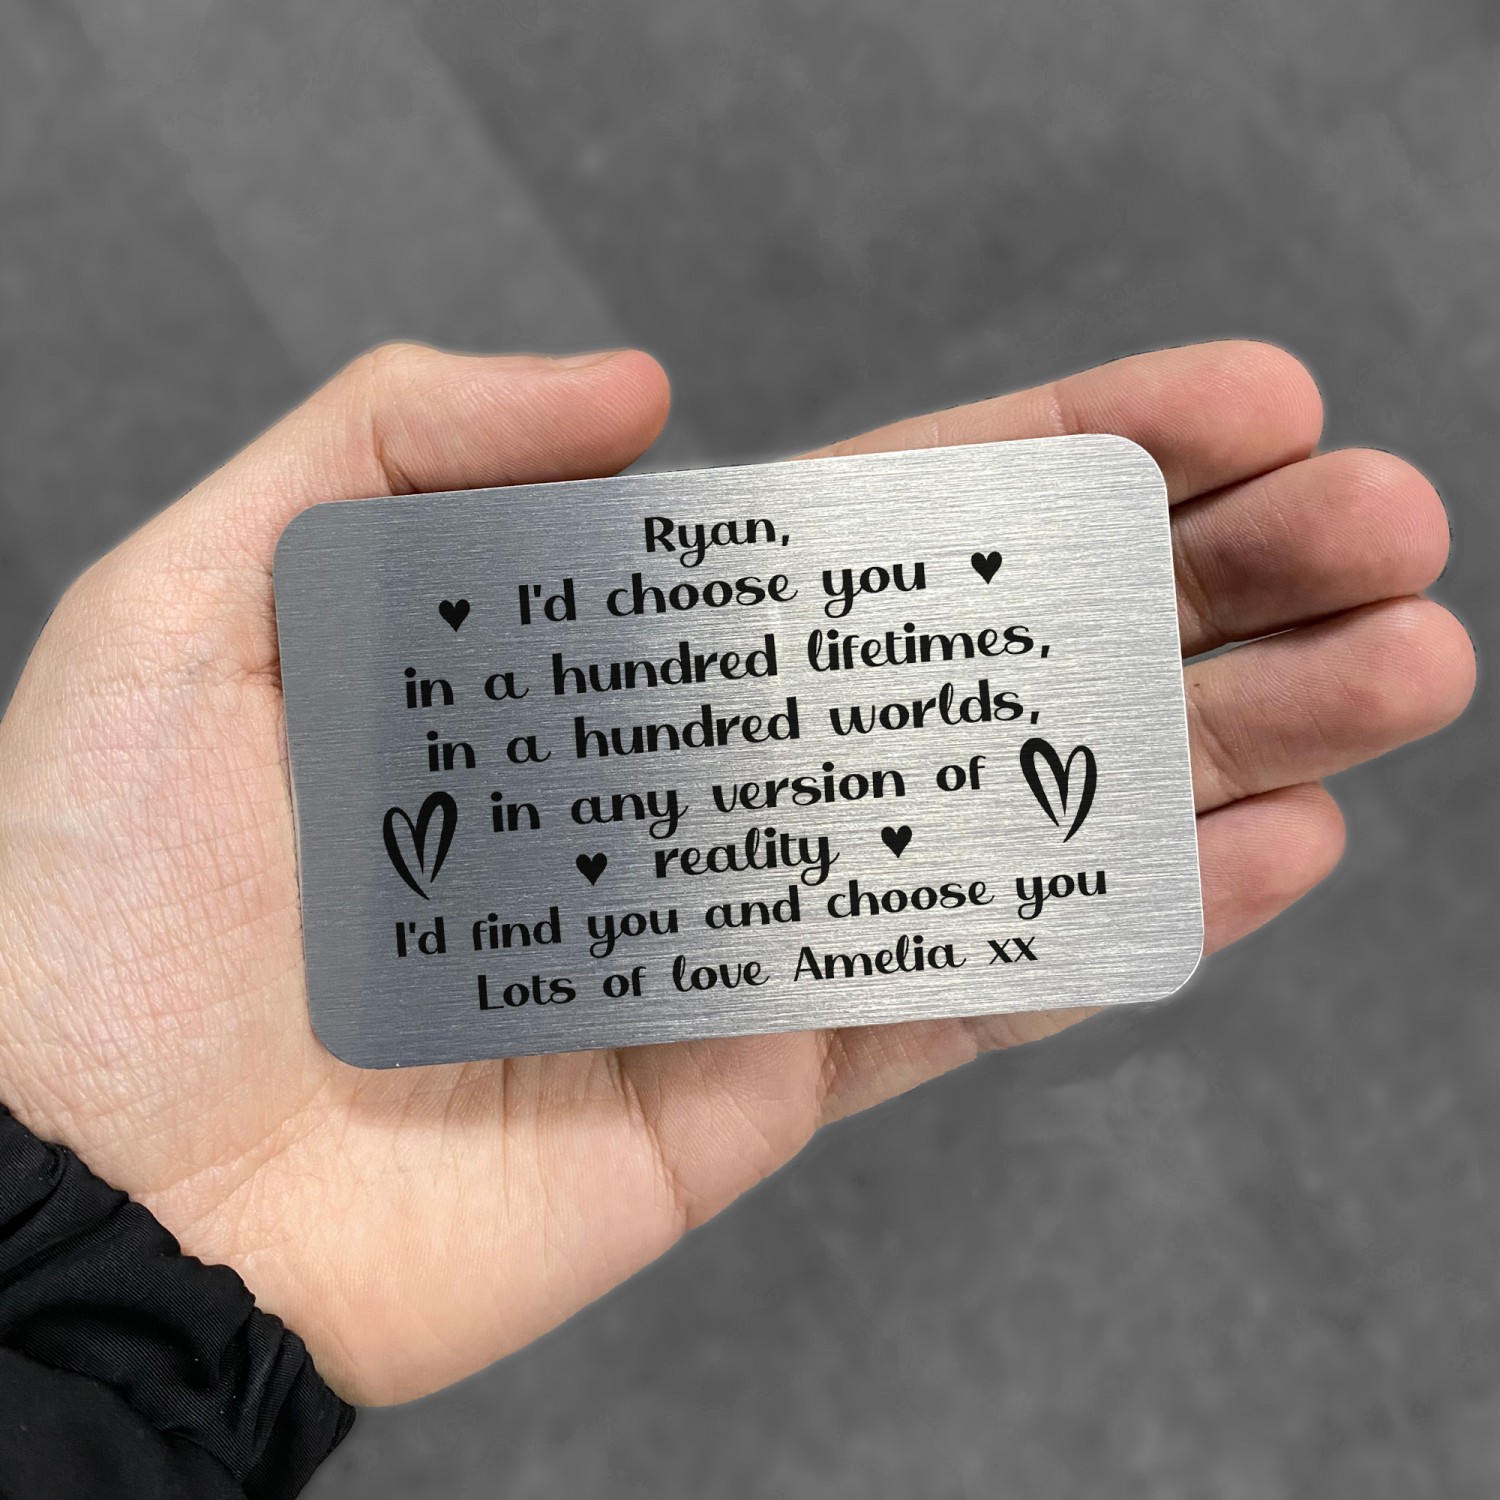 Ryan,
I'd choose you
in a hundred lifetimes,
in a hundred worlds,
in any version of
reality
I'd find you and choose you
Lots of love Amelia xx